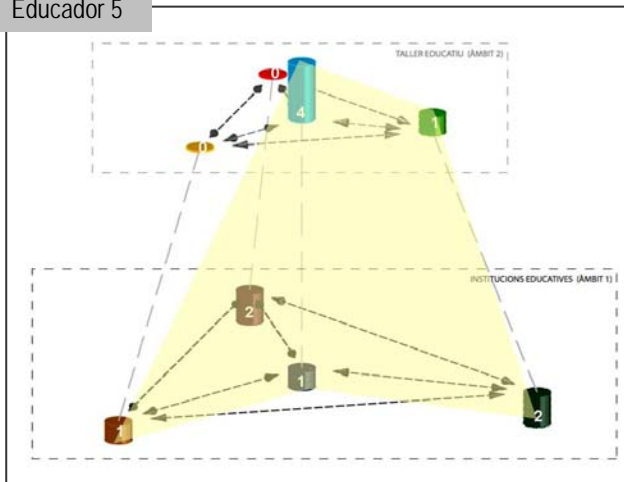 Educador 5
TALLER EDUCATIU (ÀMBIT 2)
0
4
1
0
INSTITUCIONS EDUCATIVES (ÀMBIT 1)
2
1
2
1